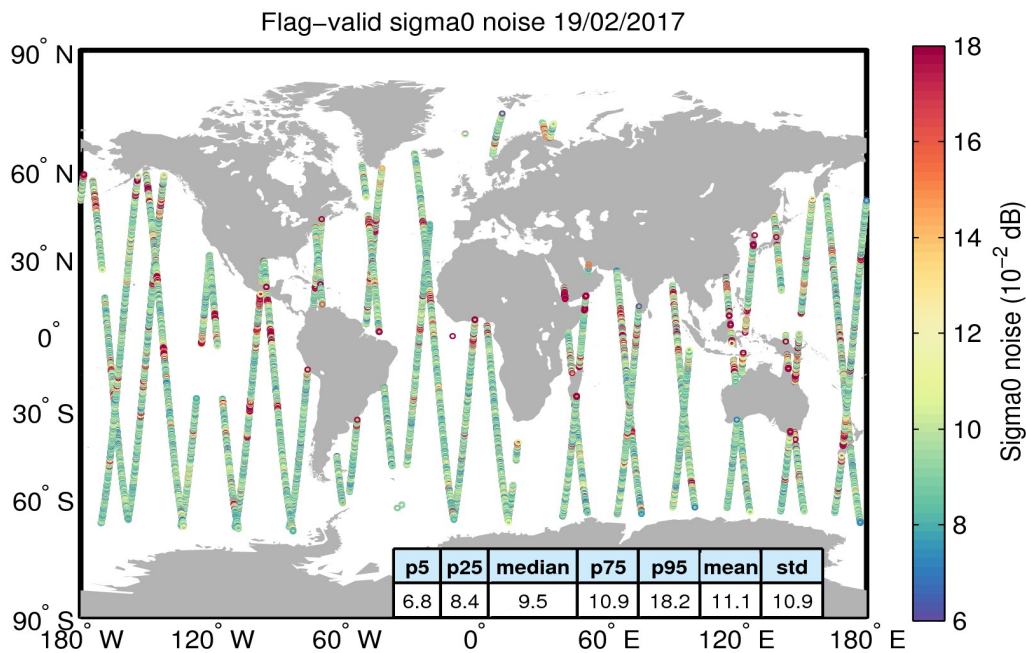 Flag−valid sigma0 noise 19/02/2017
90° N
60° N
30° N
0°
30° S
60° S
90° S
180° W
120° W
60° W
0°
60° E
120° E
180° E
p5 p25 median p75 p95 mean std
6.8 8.4 9.5 10.9 18.2 11.1 10.9
18
16
14
12
10
8
6
Sigma0 noise (10⁻² dB)